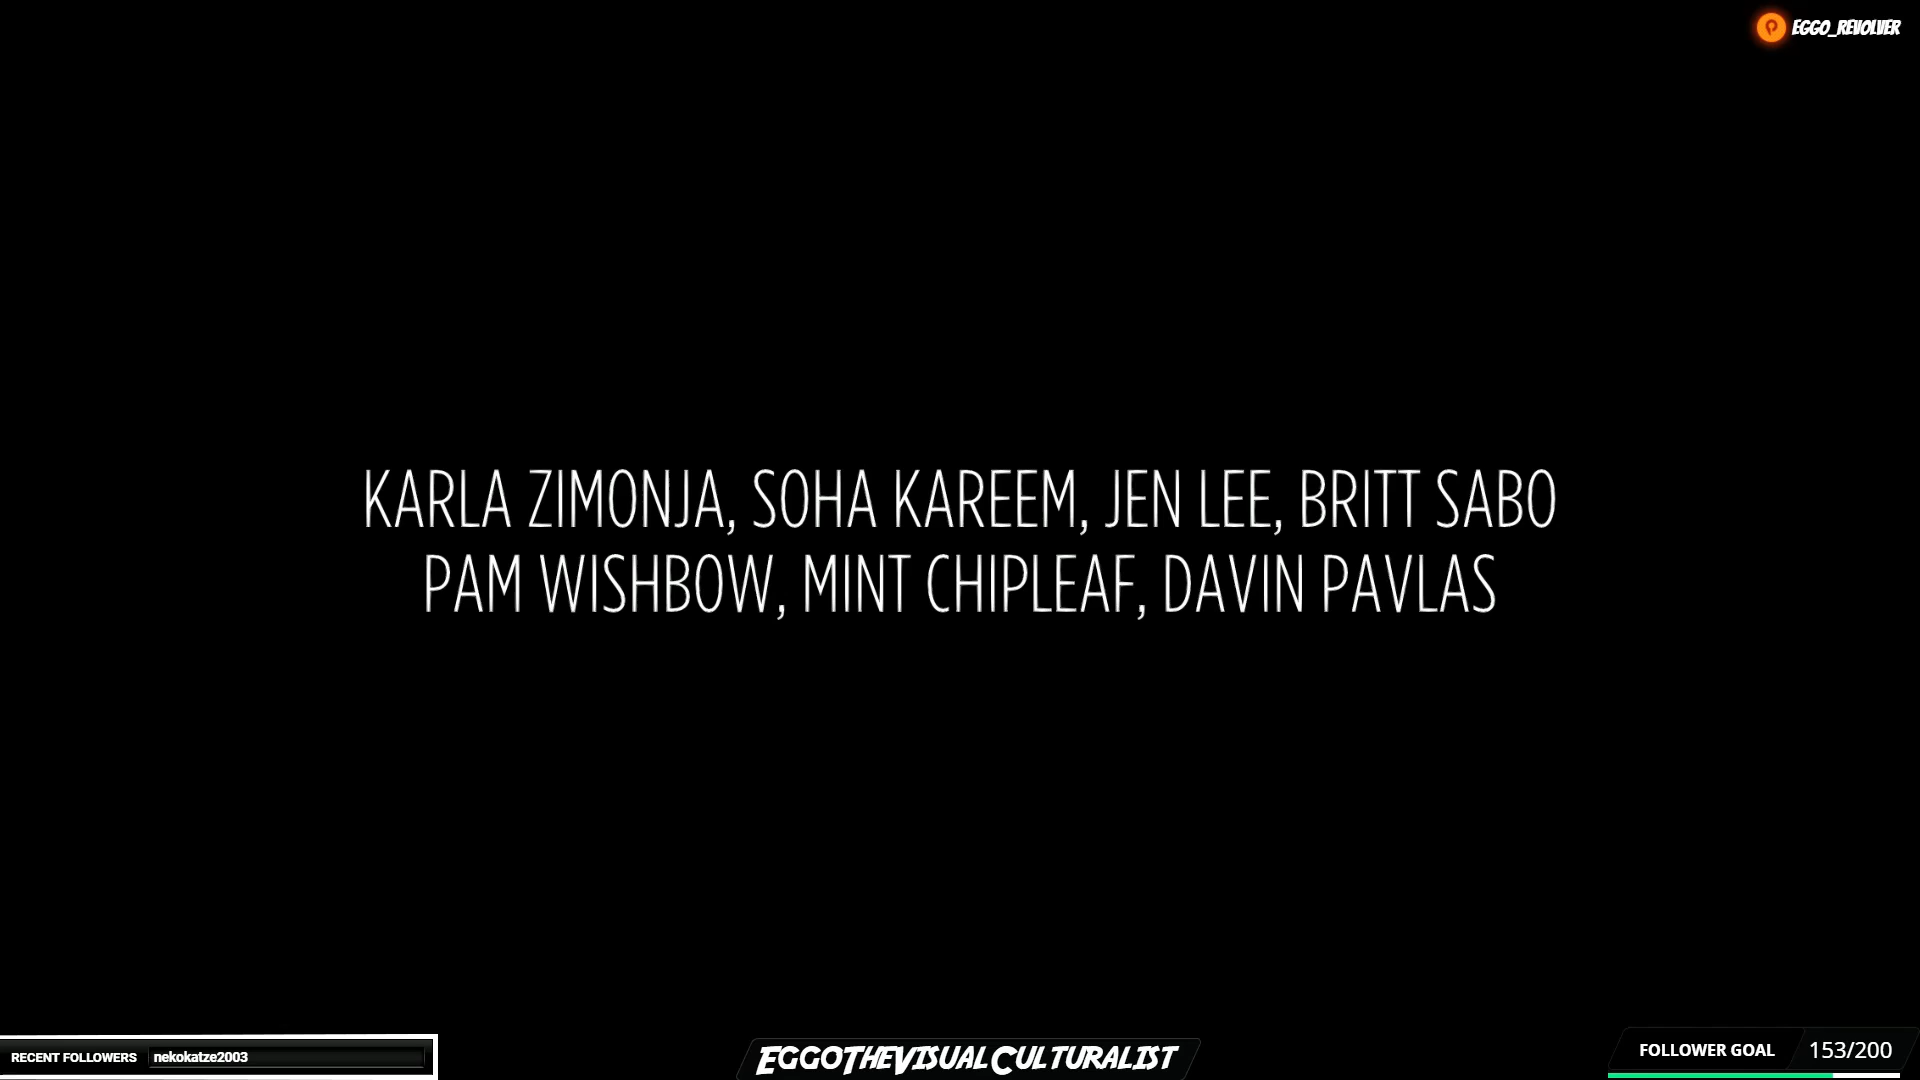 EGGO_REVOLVER
KARLA ZIMONJA, SOHA KAREEM, JEN LEE, BRITT SABO
PAM WISHBOW, MINT CHIPLEAF, DAVIN PAVLAS
RECENT FOLLOWERS nekokatze2003
EGGOTHEVISUALCULTURALIST
FOLLOWER GOAL 153/200